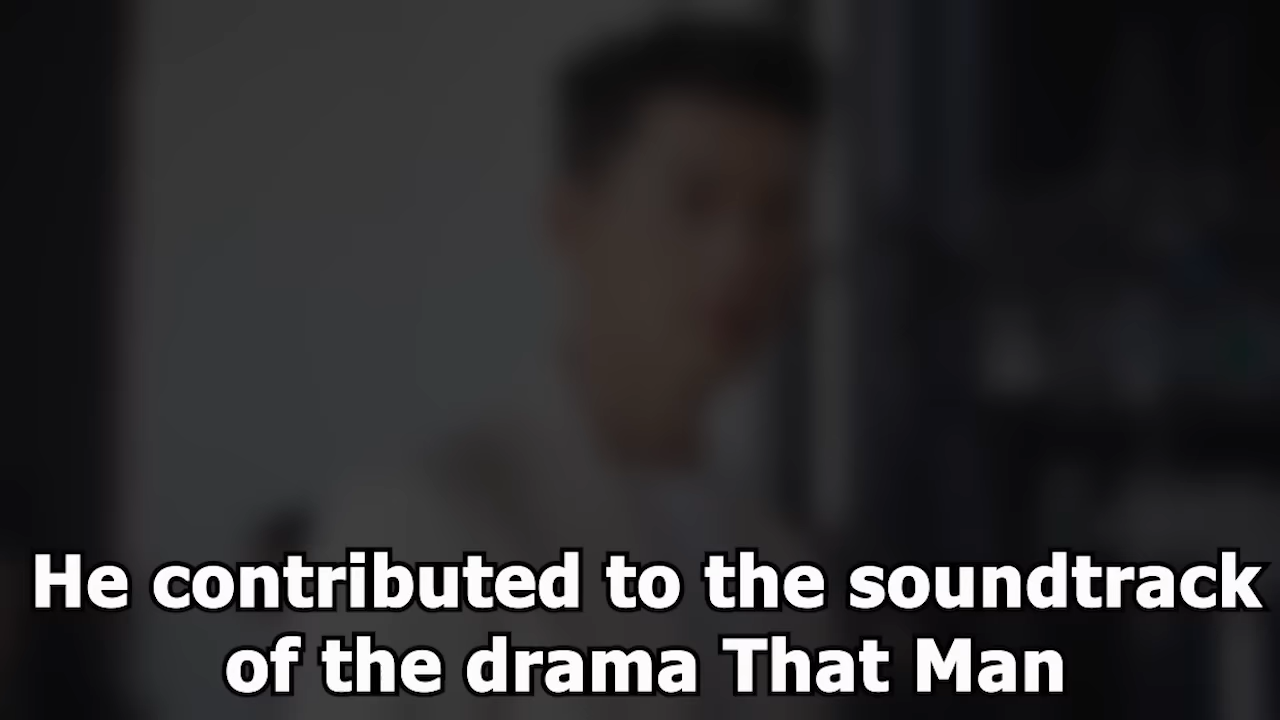 He contributed to the soundtrack
of the drama That Man